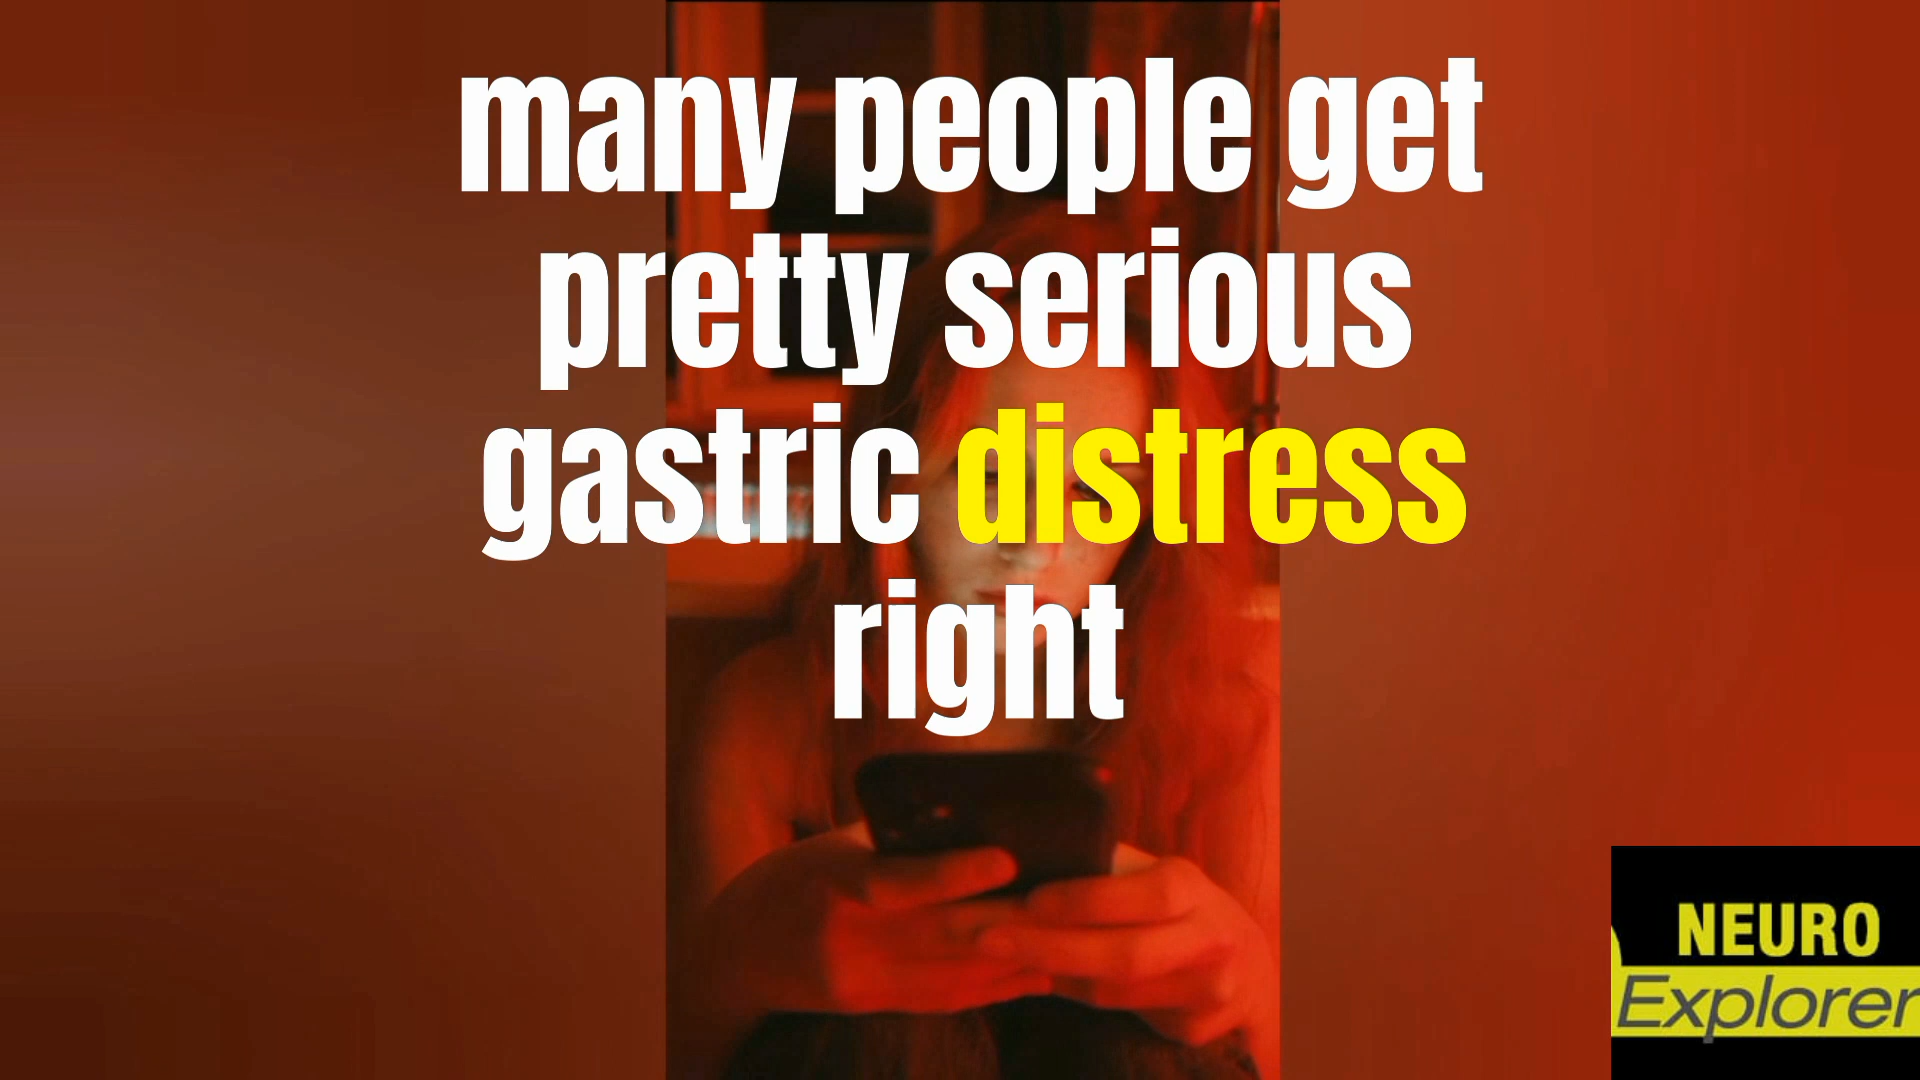 many people get
pretty serious
gastric distress
right
NEURO
Explorer